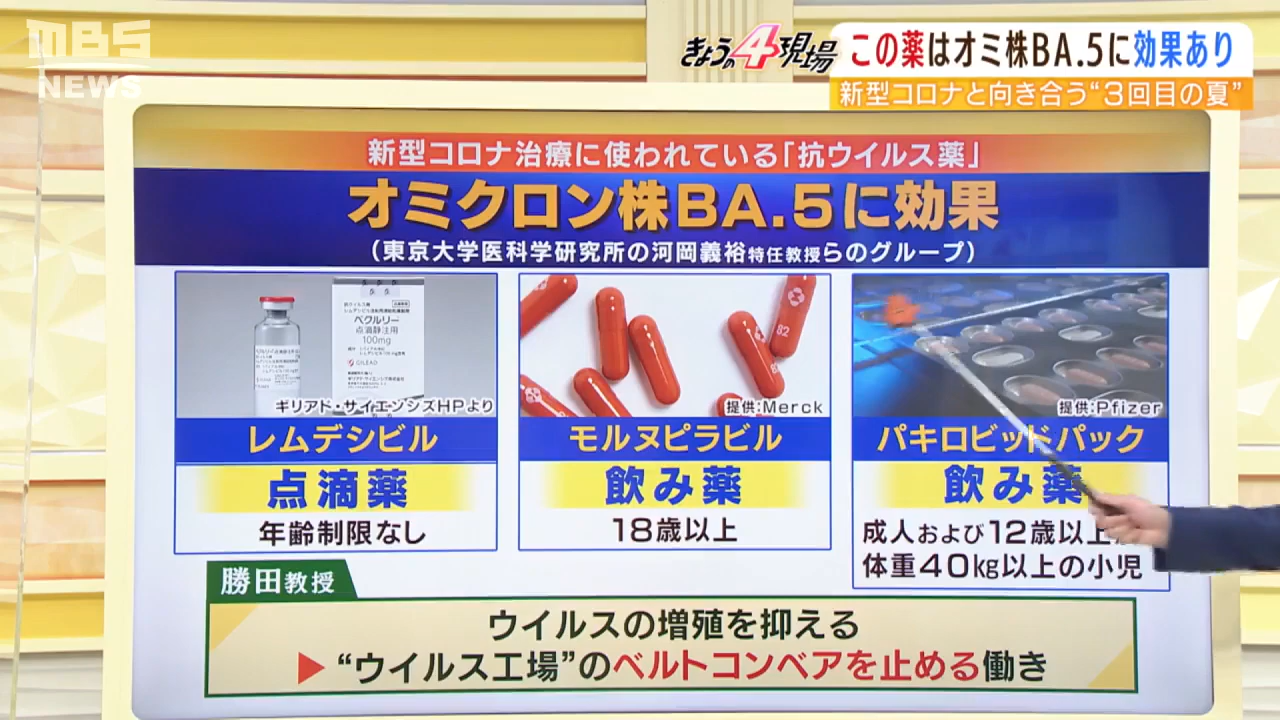 MBS
NEWS
きょうの4現場
この薬はオミ株BA.5に効果あり
新型コロナと向き合う“3回目の夏”
新型コロナ治療に使われている「抗ウイルス薬」
オミクロン株BA.5に効果
(東京大学医科学研究所の河岡義裕特任教授らのグループ)
ベクルリー
点滴静注用
100mg
GILEAD
ギリアド・サイエンシズHPより
レムデシビル
点滴薬
年齢制限なし
82
提供:Merck
モルヌピラビル
飲み薬
18歳以上
提供:Pfizer
パキロビッドパック
飲み薬
成人および12歳以上
体重40kg以上の小児
勝田教授
ウイルスの増殖を抑える
▶“ウイルス工場”のベルトコンベアを止める働き